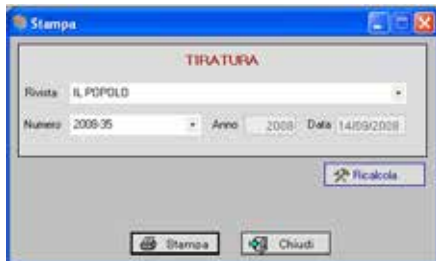 Stampa
TIRATURA
Rivista IL POPOLO
Numero 2008-35 Anno 2008 Data 14/09/2008
Ricalcola
Stampa Chiudi